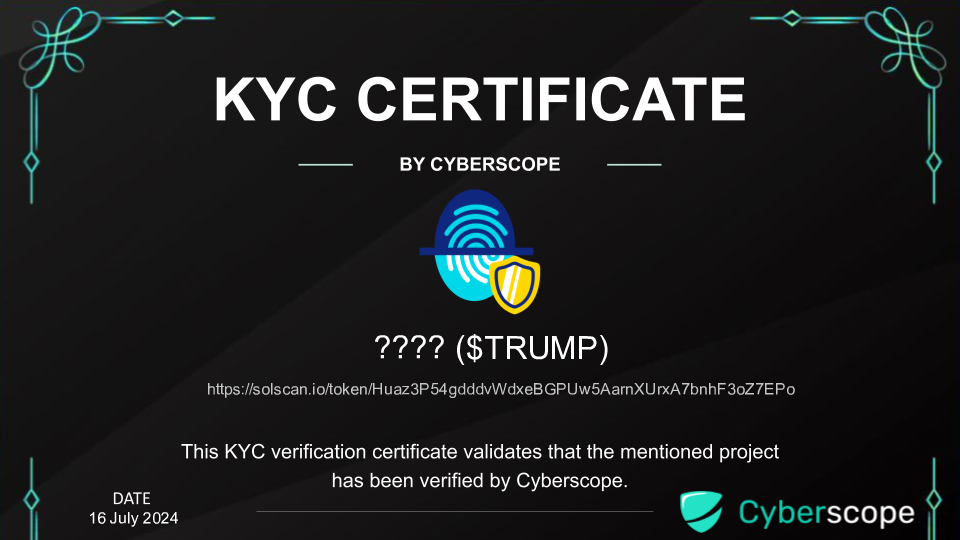 KYC CERTIFICATE
BY CYBERSCOPE
???? ($TRUMP)
https://solscan.io/token/Huaz3P54gdddvWdxeBGPUw5AarnXUrxA7bnhF3oZ7EPo
This KYC verification certificate validates that the mentioned project
has been verified by Cyberscope.
DATE
16 July 2024
Cyberscope